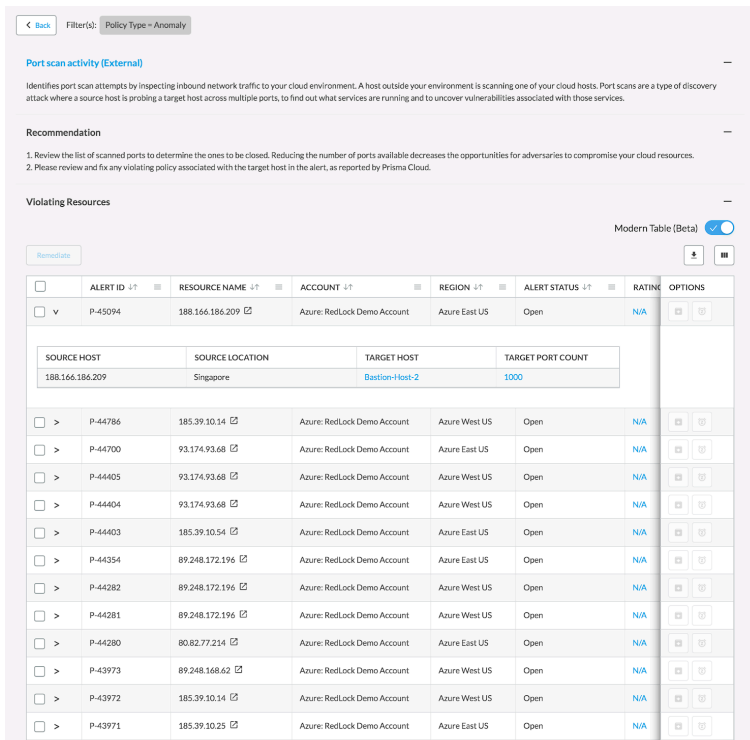 Back Filter(s): Policy Type = Anomaly
Port scan activity (External)
Identifies port scan attempts by inspecting inbound network traffic to your cloud environment. A host outside your environment is scanning one of your cloud hosts. Port scans are a type of discovery
attack where a source host is probing a target host across multiple ports, to find out what services are running and to uncover vulnerabilities associated with those services.
Recommendation
1. Review the list of scanned ports to determine the ones to be closed. Reducing the number of ports available decreases the opportunities for adversaries to compromise your cloud resources.
2. Please review and fix any violating policy associated with the target host in the alert, as reported by Prisma Cloud.
Violating Resources
Modern Table (Beta)
Remediate
ALERT ID RESOURCE NAME ACCOUNT REGION ALERT STATUS RATING OPTIONS
P-45094 188.166.186.209 Azure: RedLock Demo Account Azure East US Open N/A
SOURCE HOST SOURCE LOCATION TARGET HOST TARGET PORT COUNT
188.166.186.209 Singapore Bastion-Host-2 1000
P-44786 185.39.10.14 Azure: RedLock Demo Account Azure West US Open N/A
P-44700 93.174.93.68 Azure: RedLock Demo Account Azure East US Open N/A
P-44405 93.174.93.68 Azure: RedLock Demo Account Azure West US Open N/A
P-44404 93.174.93.68 Azure: RedLock Demo Account Azure West US Open N/A
P-44403 185.39.10.54 Azure: RedLock Demo Account Azure East US Open N/A
P-44354 89.248.172.196 Azure: RedLock Demo Account Azure East US Open N/A
P-44282 89.248.172.196 Azure: RedLock Demo Account Azure West US Open N/A
P-44281 89.248.172.196 Azure: RedLock Demo Account Azure West US Open N/A
P-44280 80.82.77.214 Azure: RedLock Demo Account Azure East US Open N/A
P-43973 89.248.168.62 Azure: RedLock Demo Account Azure West US Open N/A
P-43972 185.39.10.14 Azure: RedLock Demo Account Azure West US Open N/A
P-43971 185.39.10.25 Azure: RedLock Demo Account Azure East US Open N/A